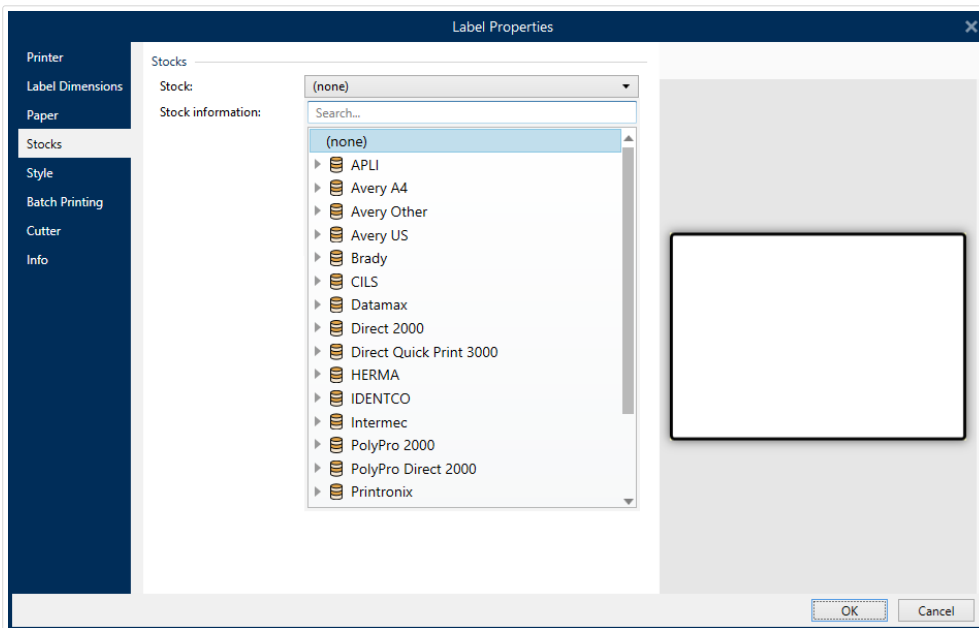 Label Properties
Printer
Label Dimensions
Paper
Stocks
Style
Batch Printing
Cutter
Info
Stocks
Stock: (none)
Stock information: Search...
(none)
APLI
Avery A4
Avery Other
Avery US
Brady
CILS
Datamax
Direct 2000
Direct Quick Print 3000
HERMA
IDENTCO
Intermec
PolyPro 2000
PolyPro Direct 2000
Printronix
OK Cancel